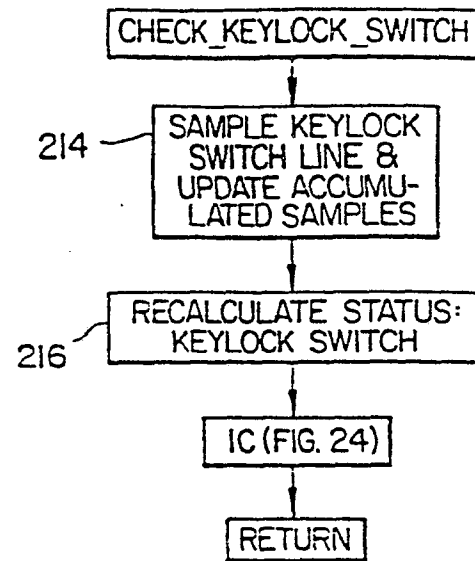 CHECK_KEYLOCK_SWITCH
214
SAMPLE KEYLOCK
SWITCH LINE &
UPDATE ACCUMU-
LATED SAMPLES
RECALCULATE STATUS:
KEYLOCK SWITCH
216
IC (FIG. 24)
RETURN